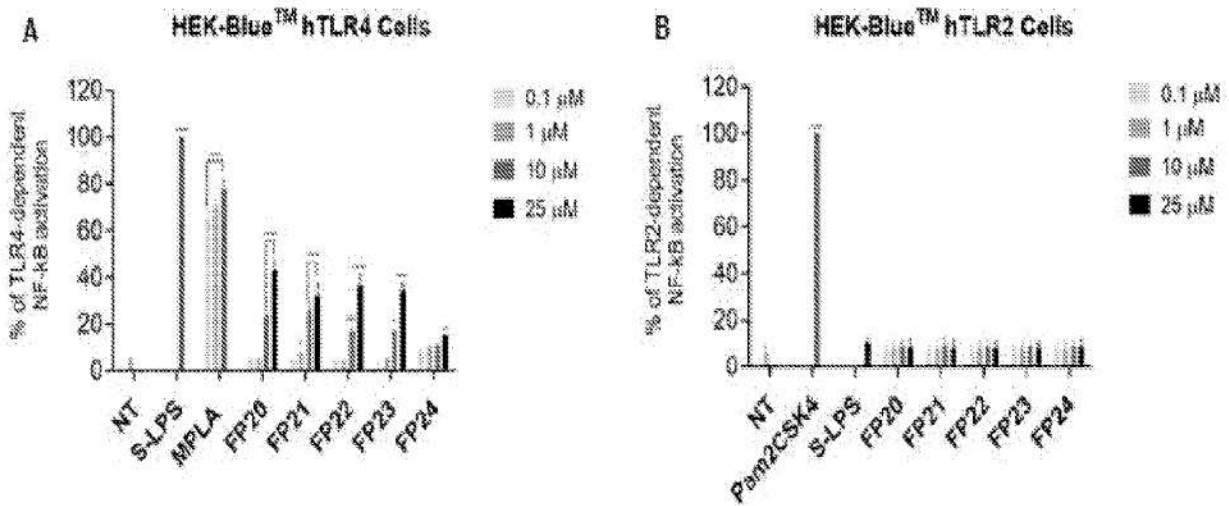 A
HEK-Blue™ hTLR4 Cells
% of TLR4-dependent
NF-kB activation
120
100
80
60
40
20
0
NT
S-LPS
MPLA
FP20
FP21
FP22
FP23
FP24
0.1 µM
1 µM
10 µM
25 µM
B
HEK-Blue™ hTLR2 Cells
% of TLR2-dependent
NF-kB activation
120
100
80
60
40
20
0
NT
Pam2CSK4
S-LPS
FP20
FP21
FP22
FP23
FP24
0.1 µM
1 µM
10 µM
25 µM